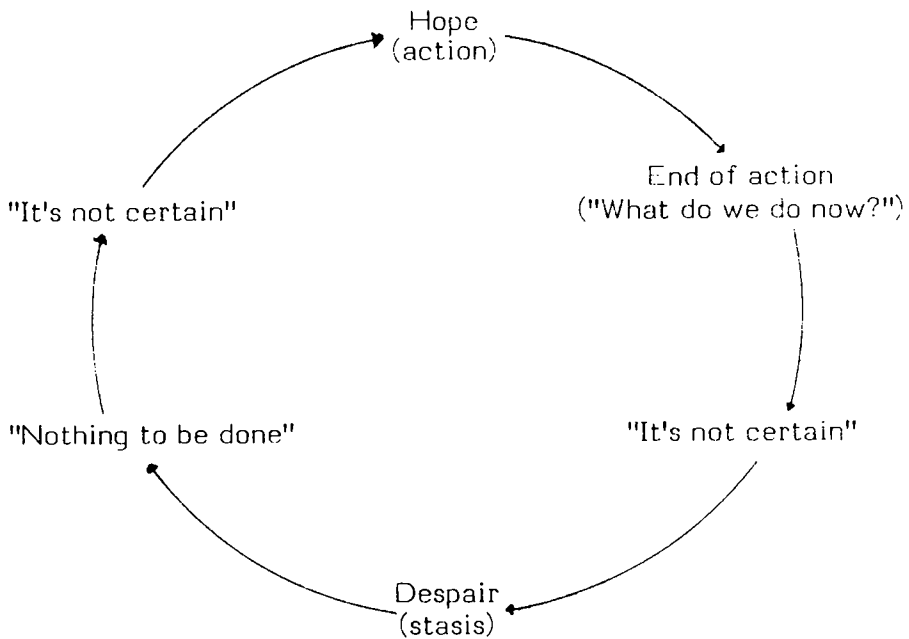 Hope
(action)
End of action
("What do we do now?")
"It's not certain"
"It's not certain"
"Nothing to be done"
Despair
(stasis)